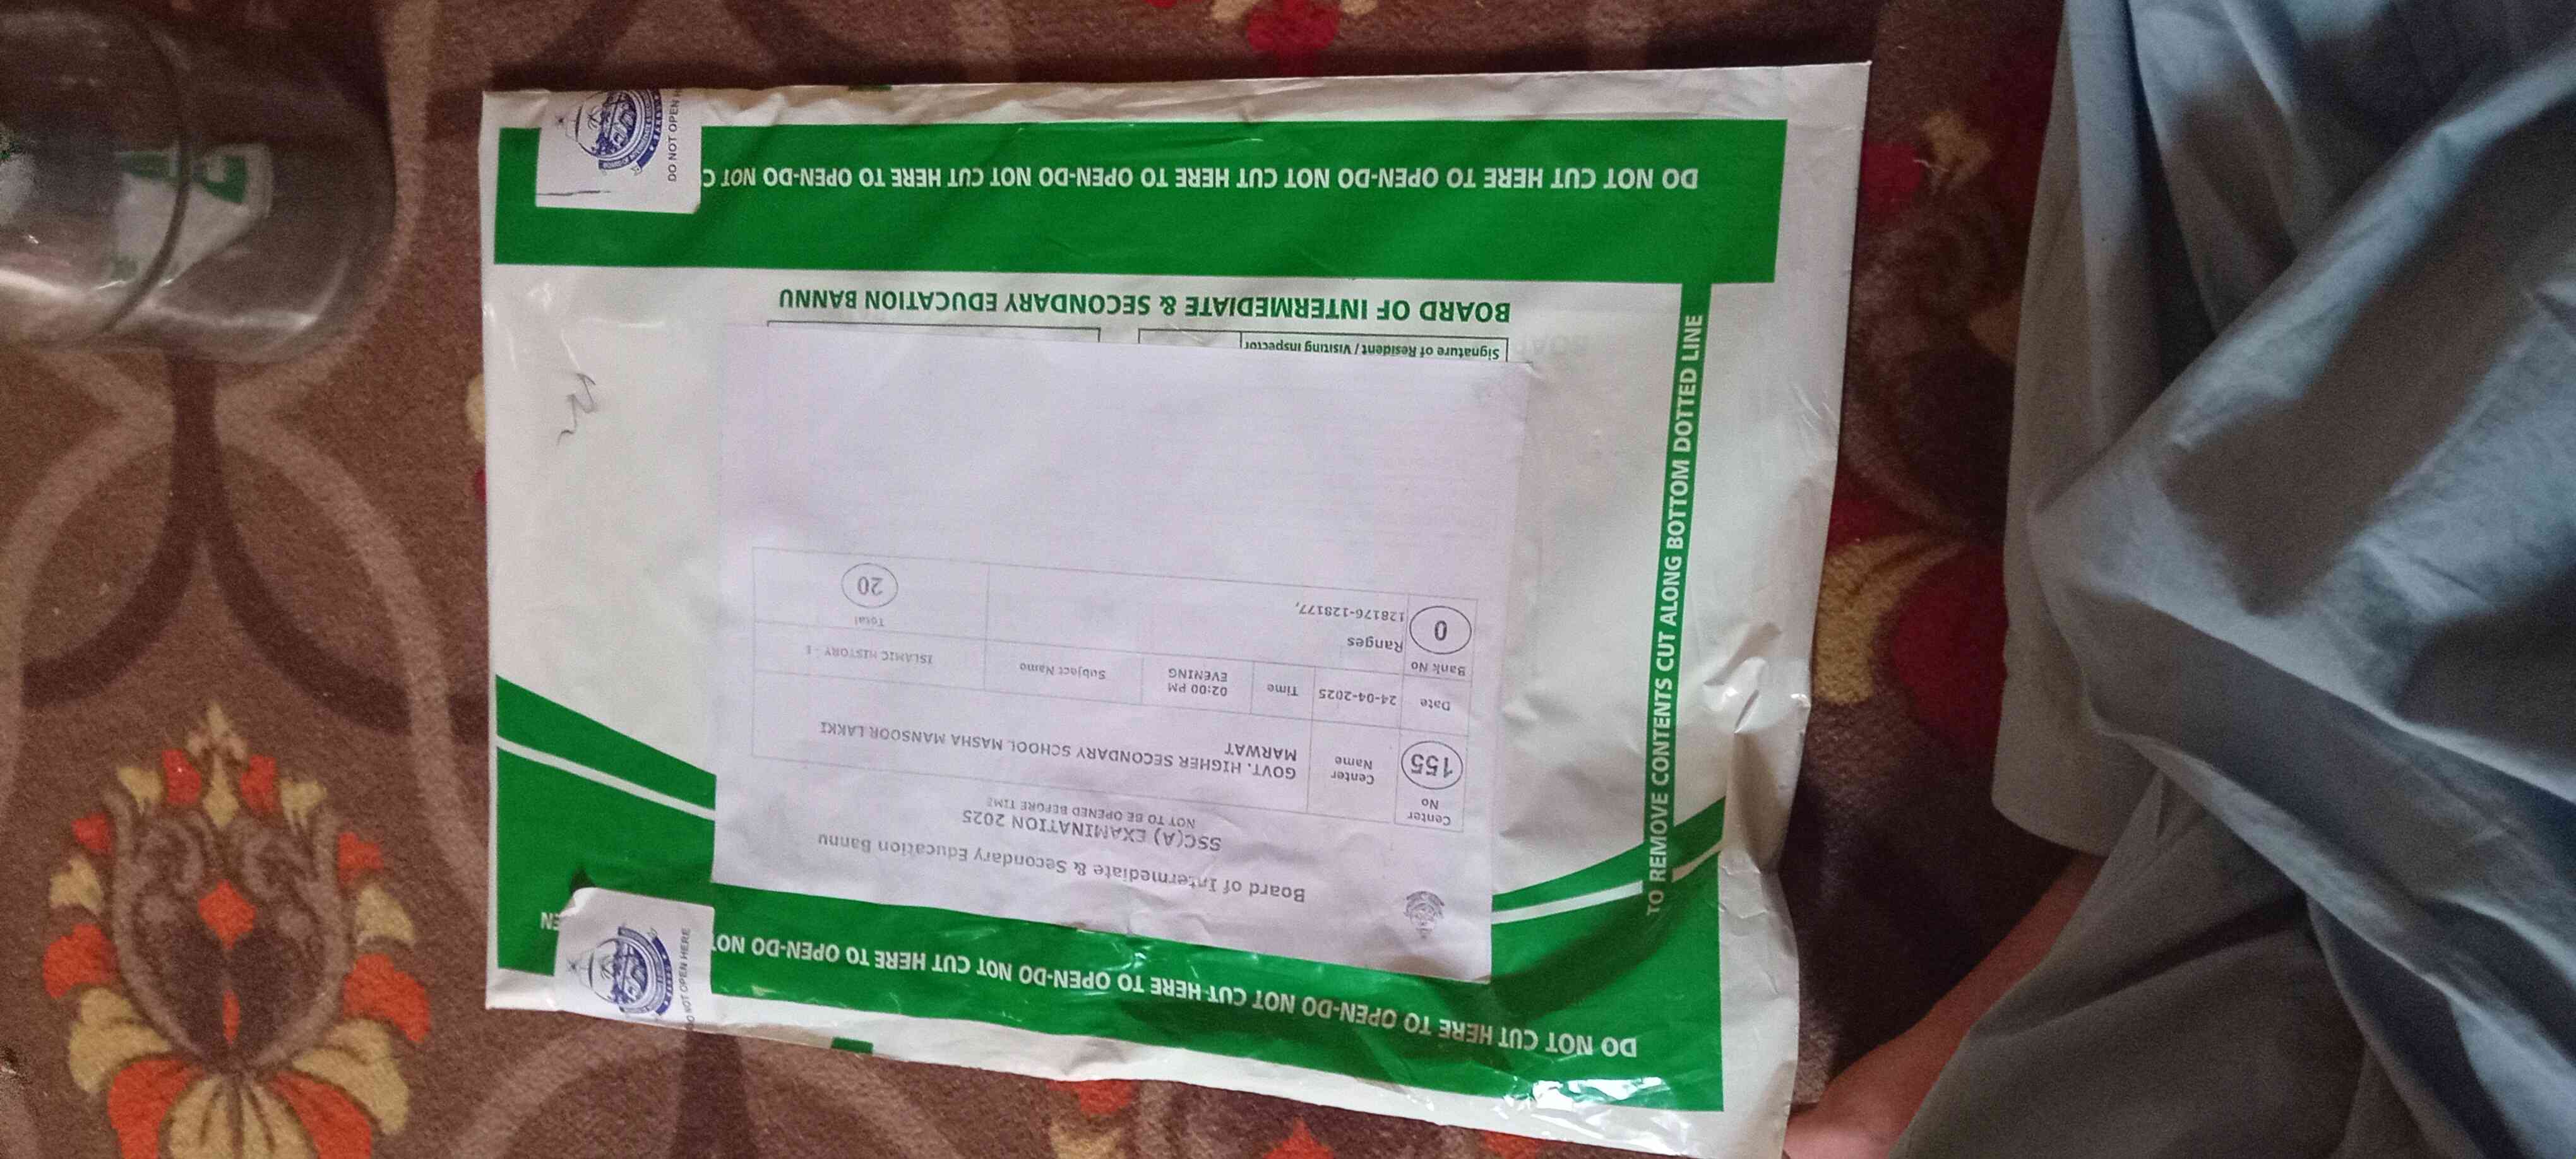 DO NOT CUT HERE TO OPEN-DO NOT CUT HERE TO OPEN-DO NOT CUT HERE TO OPEN-DO NO
EN
DO NOT OPEN HERE
Board of Intermediate & Secondary Education Bannu
SSC(A) EXAMINATION 2025
NOT TO BE OPENED BEFORE TIME
Center No
155
Center Name
GOVT. HIGHER SECONDARY SCHOOL MASHA MANSOOR LAKKI
MARWAT
Date
24-04-2025
Time
02:00 PM
EVENING
Subject Name
ISLAMIC HISTORY - I
Bank No
0
Ranges
128176-128177,
Total
20
Signature of Resident / Visiting Inspector
BOARD OF INTERMEDIATE & SECONDARY EDUCATION BANNU
DO NOT CUT HERE TO OPEN-DO NOT CUT HERE TO OPEN-DO NOT CUT HERE TO OPEN-DO NOT C
DO NOT OPEN
TO REMOVE CONTENTS CUT ALONG BOTTOM DOTTED LINE